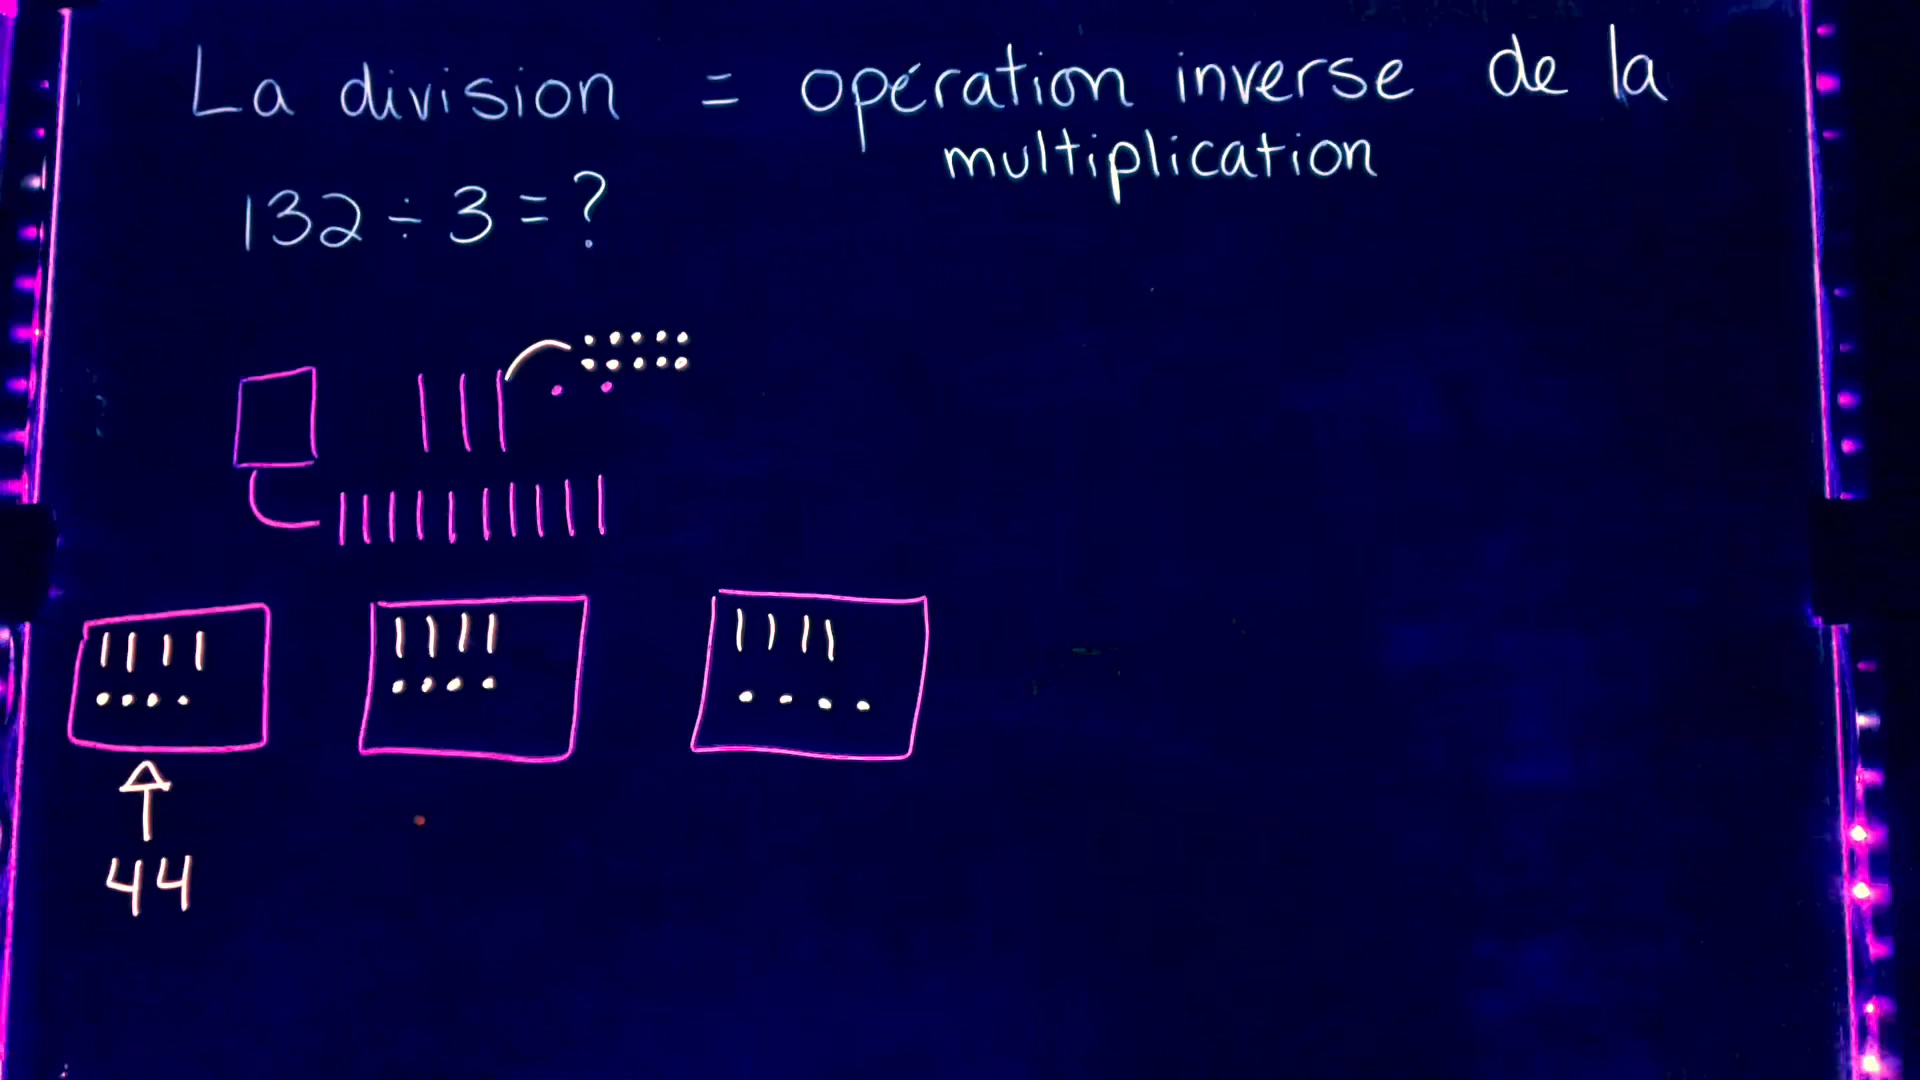 La division = opération inverse de la
multiplication
132 ÷ 3 = ?
44